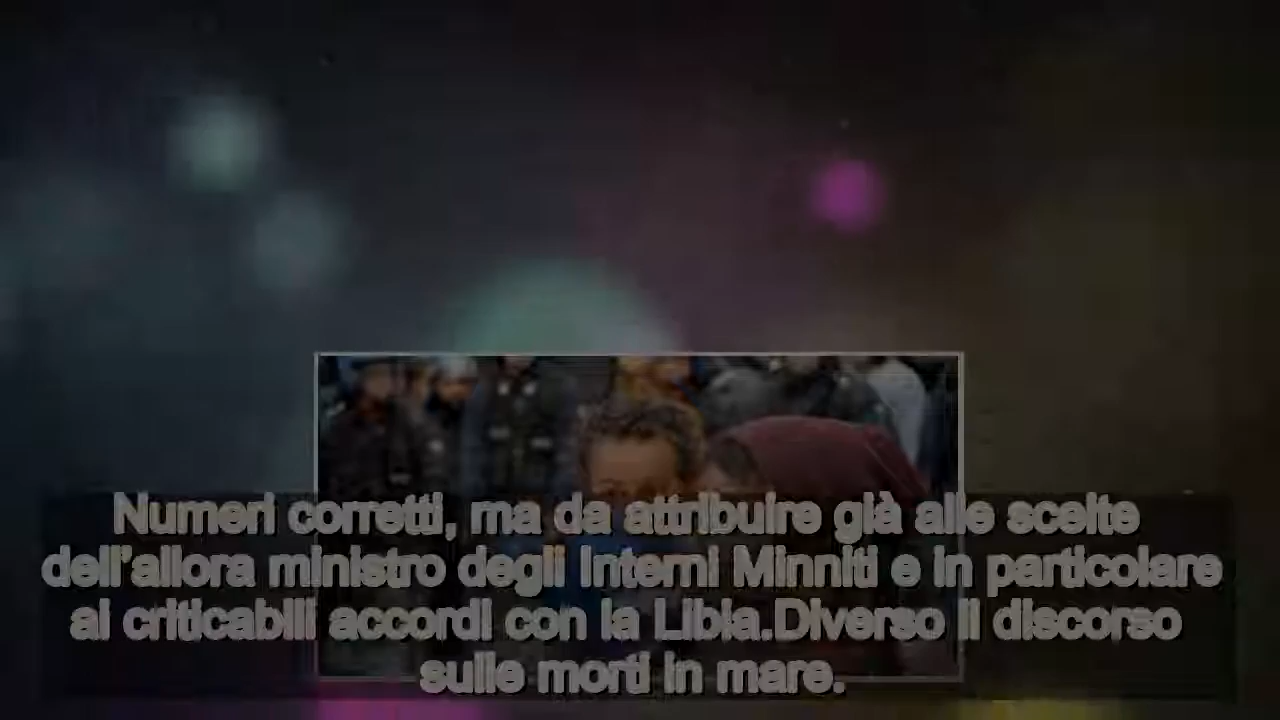 Numeri corretti, ma da attribuire già alle scelte
dell'allora ministro degli Interni Minniti e in particolare
ai criticabili accordi con la Libia.Diverso il discorso
sulle morti in mare.